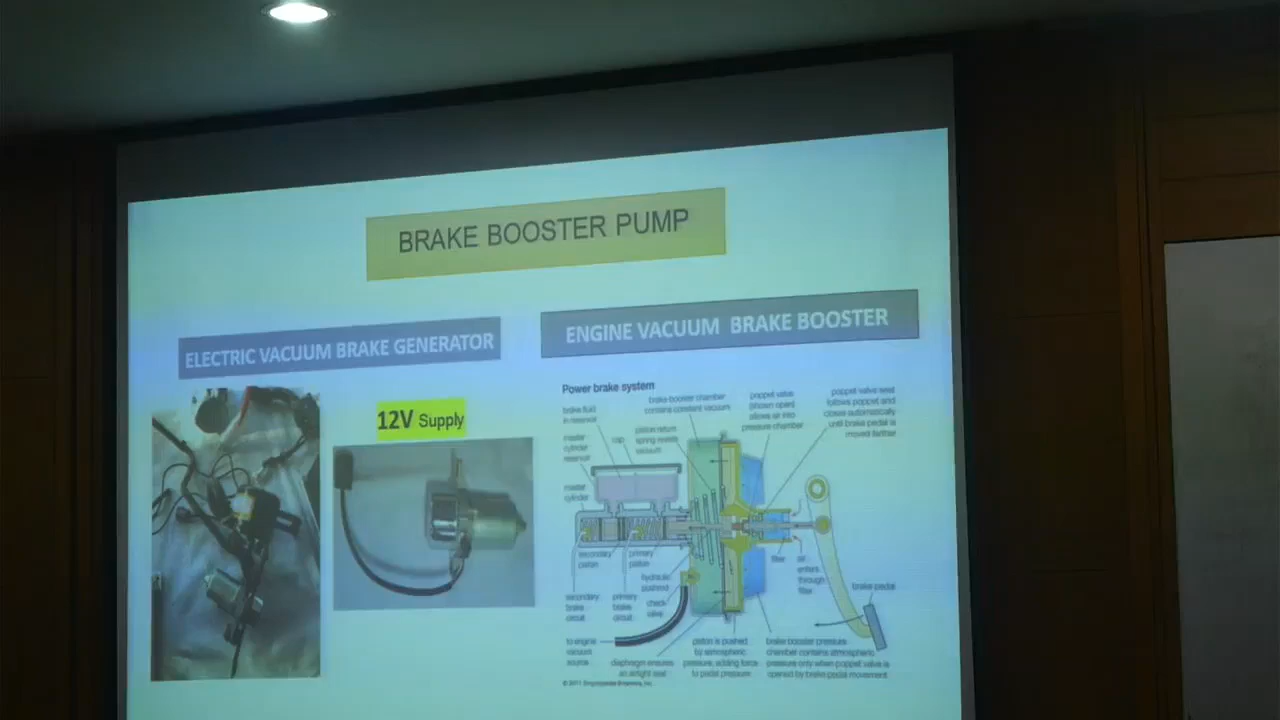 BRAKE BOOSTER PUMP
ELECTRIC VACUUM BRAKE GENERATOR
ENGINE VACUUM BRAKE BOOSTER
12V Supply
Power brake system
brake fluid
in reservoir
brake-booster chamber
contains constant vacuum
poppet valve
(shown open)
allows air into
pressure chamber
poppet valve seat
follows poppet and
closes automatically
until brake pedal is
moved farther
master
cylinder
reservoir
cap
piston return
spring resists
vacuum
master
cylinder
secondary
piston
primary
piston
hydraulic
pushrod
filter
air
enters
through
filter
brake pedal
secondary
brake
circuit
primary
brake
circuit
check
valve
to engine
vacuum
source
diaphragm ensures
an airtight seal
piston is pushed
by atmospheric
pressure, adding force
to pedal pressure
brake booster pressure
chamber contains atmospheric
pressure only when poppet valve is
opened by brake pedal movement
© 2011 Encyclopædia Britannica, Inc.